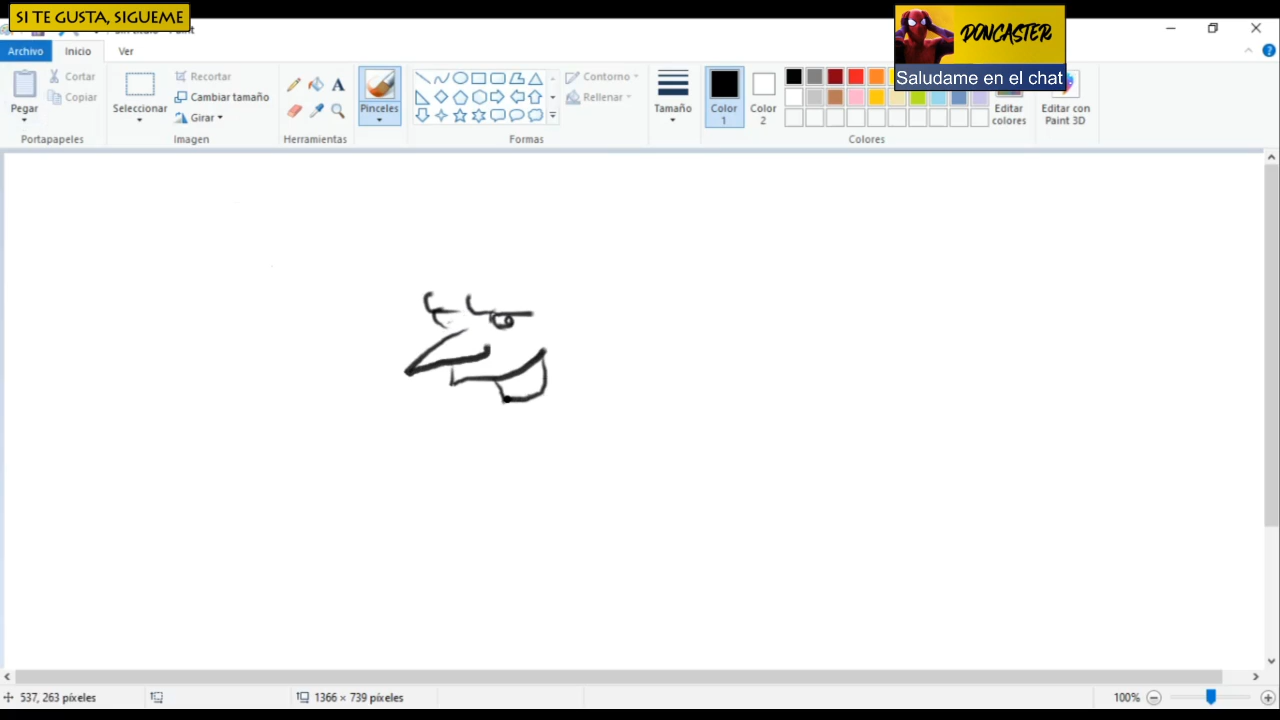 SI TE GUSTA, SIGUEME
DONCASTER
Saludame en el chat
Archivo Inicio Ver
Pegar
Cortar
Copiar
Portapapeles
Seleccionar
Recortar
Cambiar tamaño
Girar
Imagen
A
Herramientas
Pinceles
Contorno
Rellenar
Formas
Tamaño
Color 1
Color 2
Editar colores
Colores
Editar con Paint 3D
537, 263 píxeles
1366 × 739 píxeles
100%